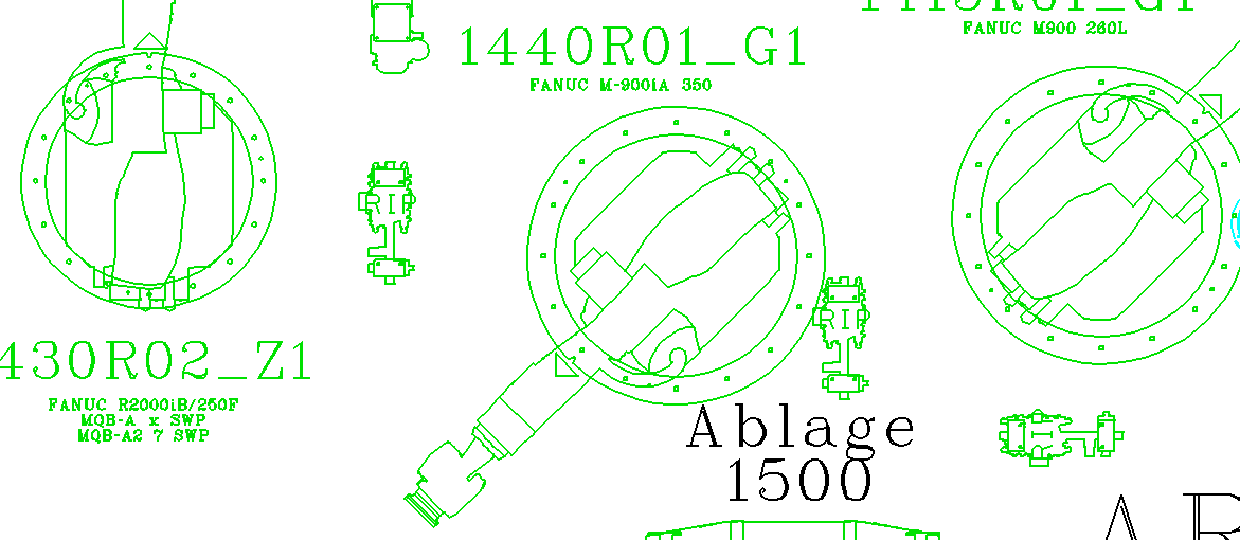 1440R01_G1
FANUC M-900iA 350
FANUC M900 260L
RIP
RIP
430R02_Z1
FANUC R2000iB/250F
MQB-A x SWP
MQB-A2 7 SWP
Ablage
1500